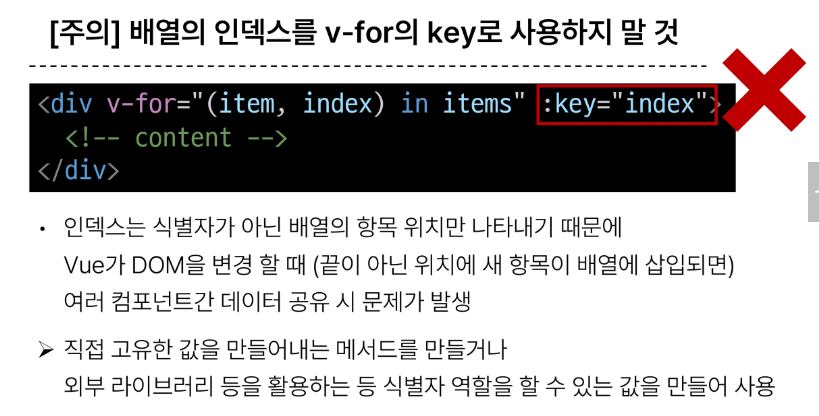 [주의] 배열의 인덱스를 v-for의 key로 사용하지 말 것
<div v-for="(item, index) in items" :key="index">
  <!-- content -->
</div>
• 인덱스는 식별자가 아닌 배열의 항목 위치만 나타내기 때문에
Vue가 DOM을 변경 할 때 (끝이 아닌 위치에 새 항목이 배열에 삽입되면)
여러 컴포넌트간 데이터 공유 시 문제가 발생
➢ 직접 고유한 값을 만들어내는 메서드를 만들거나
외부 라이브러리 등을 활용하는 등 식별자 역할을 할 수 있는 값을 만들어 사용